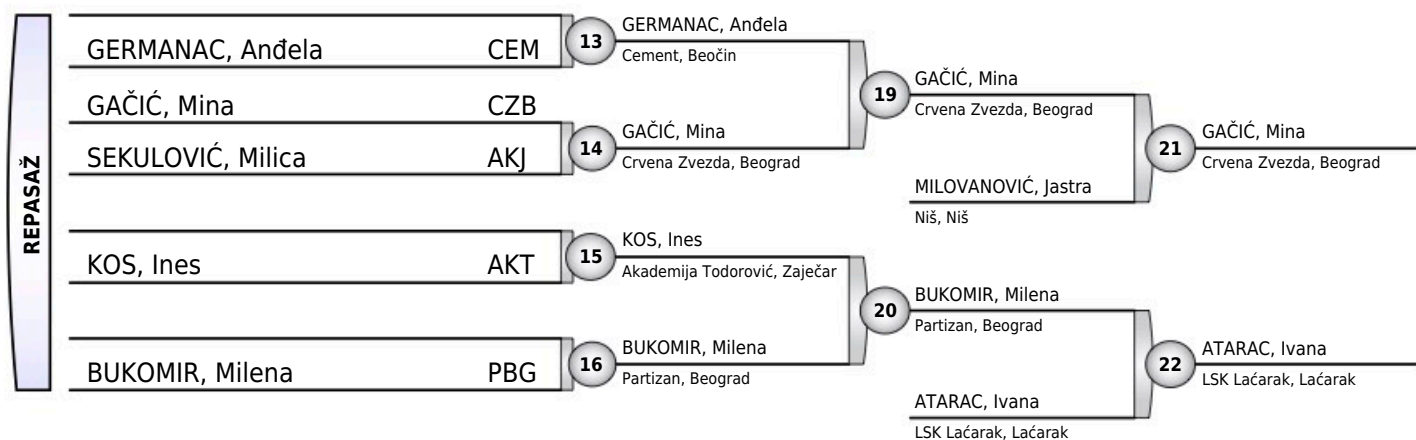 REPASAŽ
GERMANAC, Anđela CEM
GAČIĆ, Mina CZB
SEKULOVIĆ, Milica AKJ
KOS, Ines AKT
BUKOMIR, Milena PBG
13
GERMANAC, Anđela
Cement, Beočin
14
GAČIĆ, Mina
Crvena Zvezda, Beograd
15
KOS, Ines
Akademija Todorović, Zaječar
16
BUKOMIR, Milena
Partizan, Beograd
19
GAČIĆ, Mina
Crvena Zvezda, Beograd
MILOVANOVIĆ, Jastra
Niš, Niš
20
BUKOMIR, Milena
Partizan, Beograd
ATARAC, Ivana
LSK Laćarak, Laćarak
21
GAČIĆ, Mina
Crvena Zvezda, Beograd
22
ATARAC, Ivana
LSK Laćarak, Laćarak